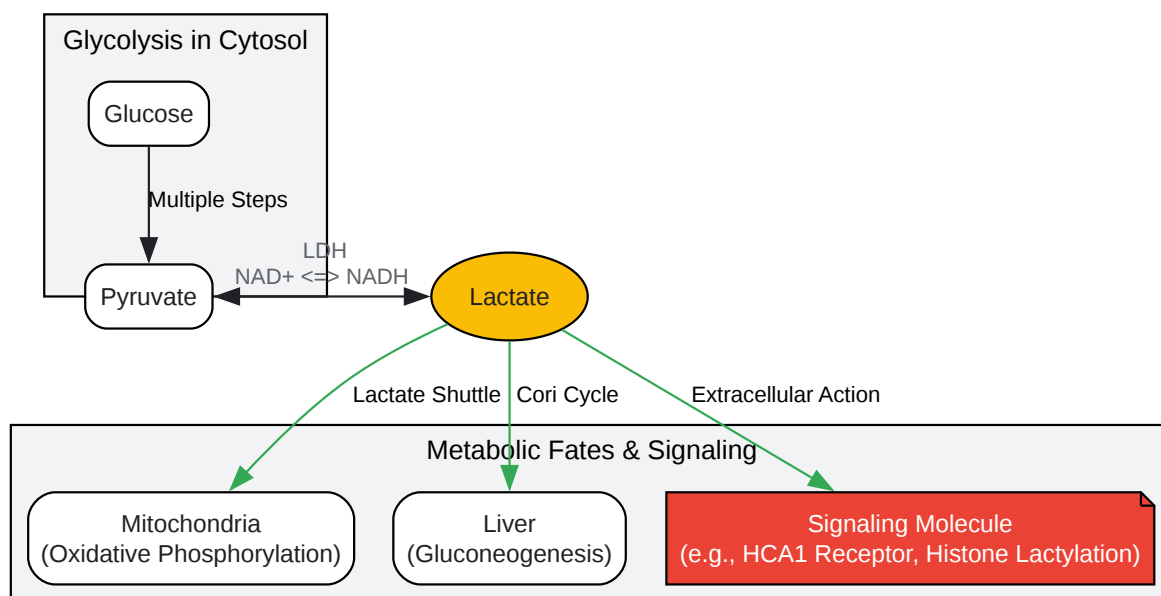 Glycolysis in Cytosol
Glucose
Multiple Steps
LDH
NAD+ <=> NADH
Pyruvate
Lactate
Lactate Shuttle
Cori Cycle
Extracellular Action
Metabolic Fates & Signaling
Mitochondria
(Oxidative Phosphorylation)
Liver
(Gluconeogenesis)
Signaling Molecule
(e.g., HCA1 Receptor, Histone Lactylation)